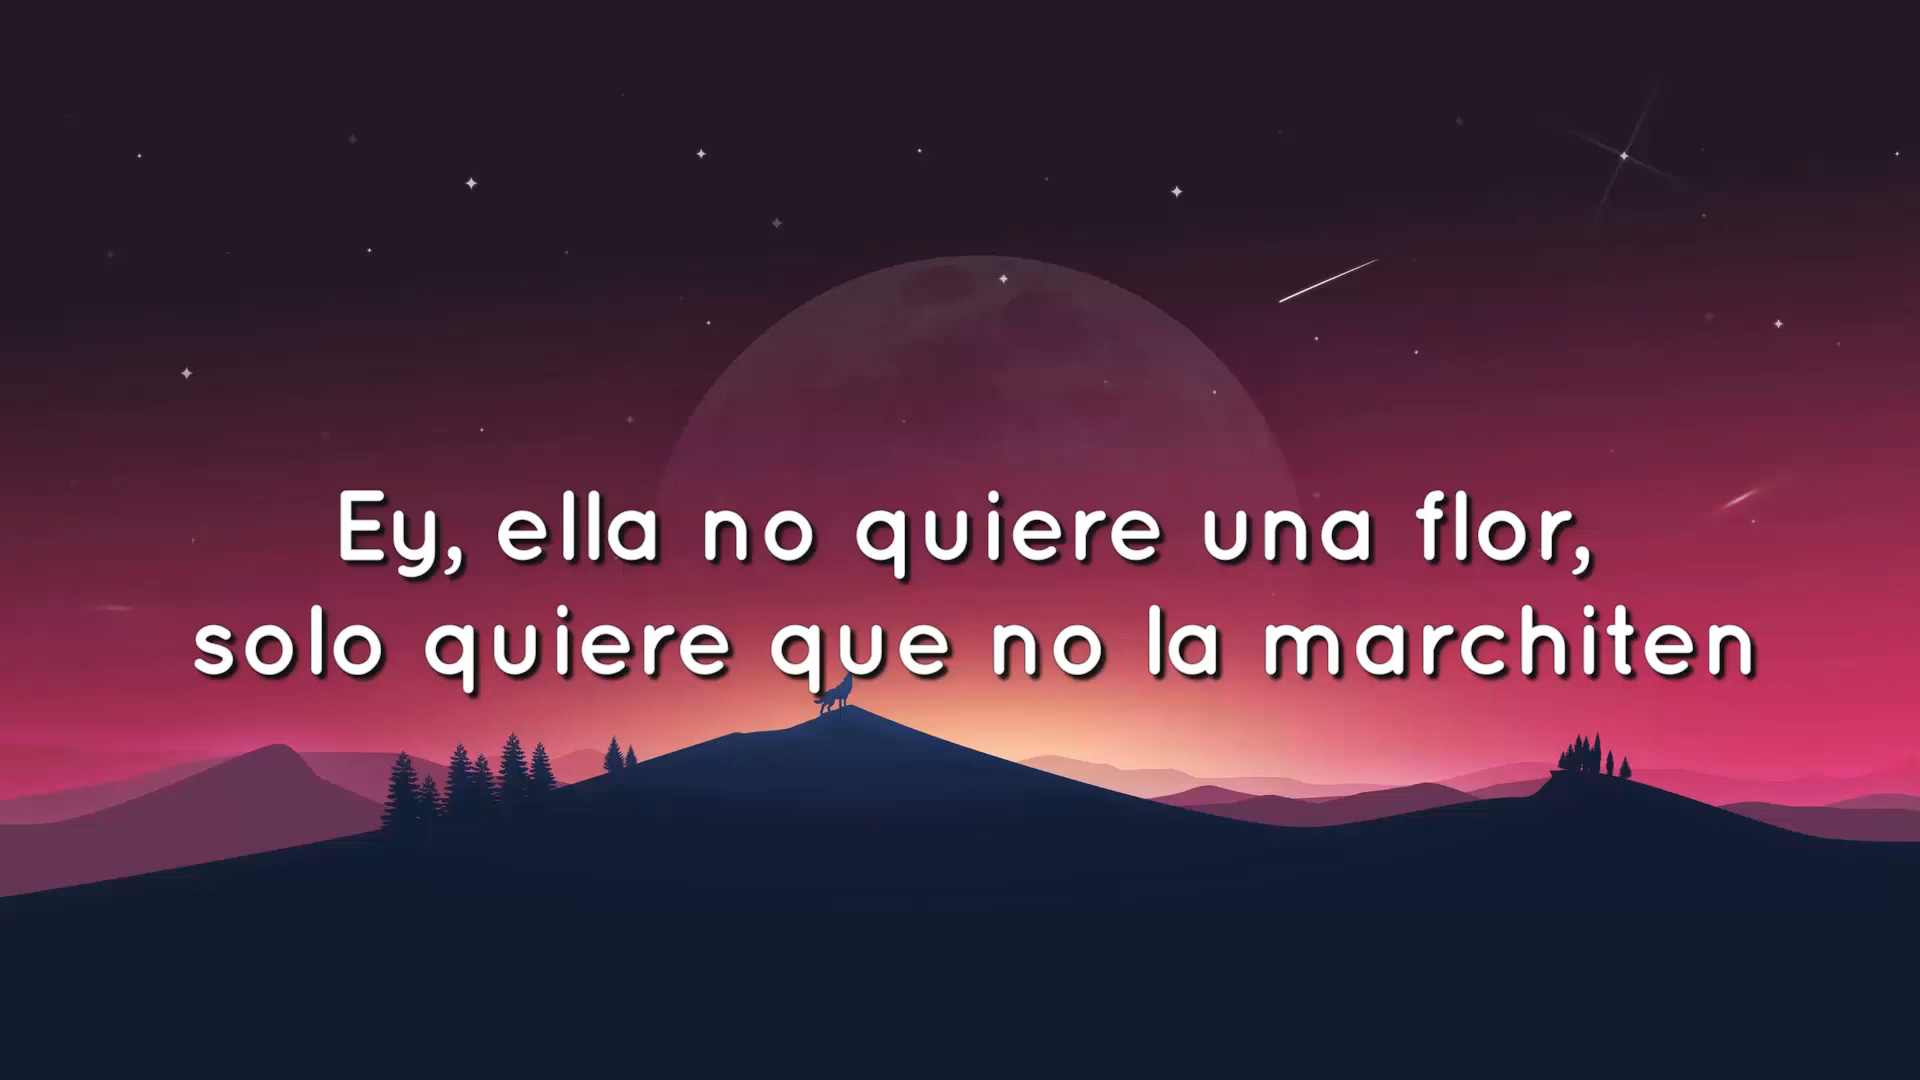 Ey, ella no quiere una flor,
solo quiere que no la marchiten